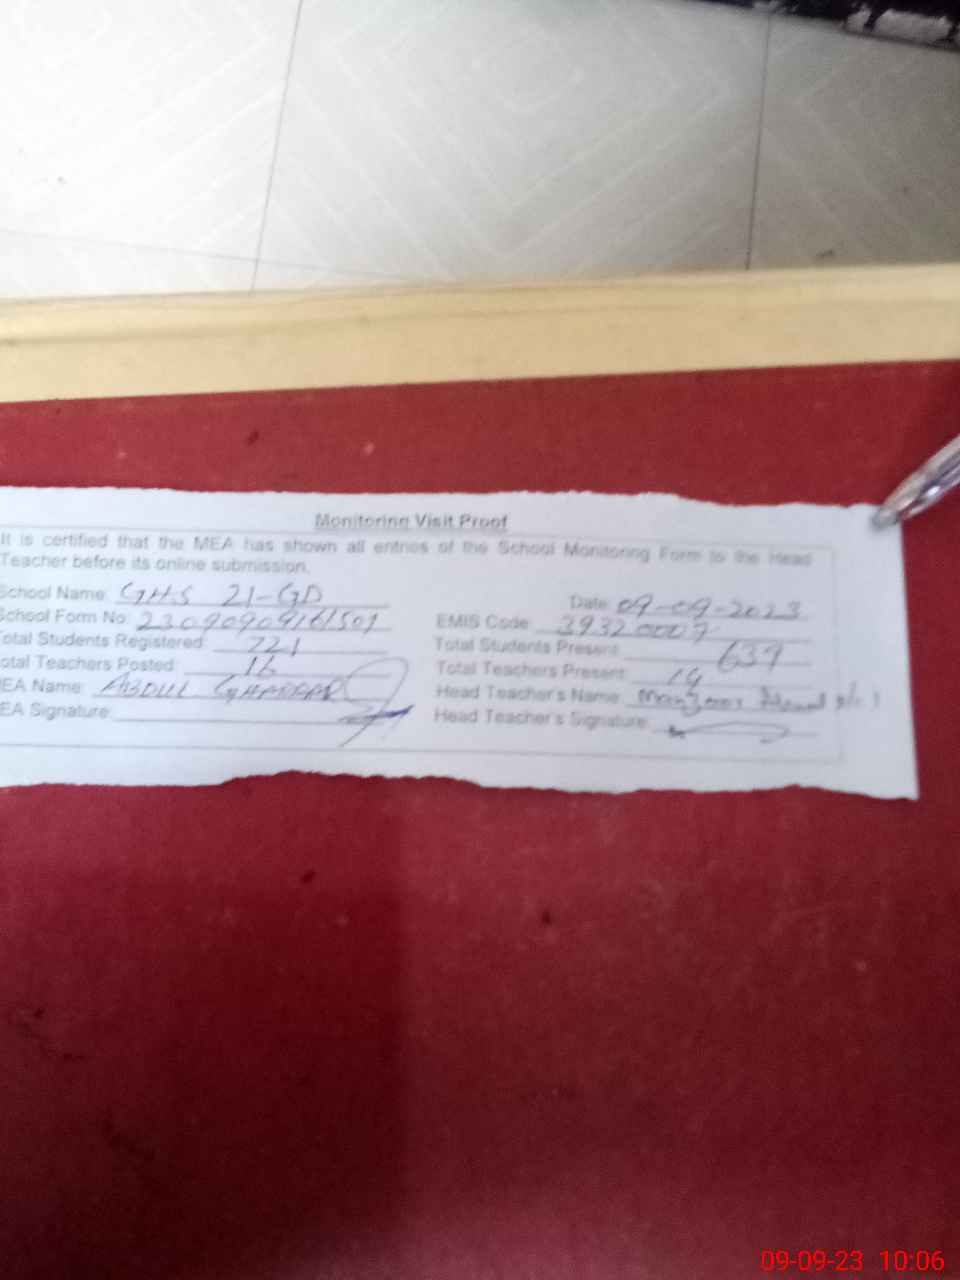 Monitoring Visit Proof
It is certified that the MEA has shown all entries of the School Monitoring Form to the Head
Teacher before its online submission.
School Name: GHS 21-GD Date: 09-09-2023
School Form No: 23090909161501 EMIS Code: 39320007
Total Students Registered: 721 Total Students Present: 639
Total Teachers Posted: 16 Total Teachers Present: 14
EA Name: ABDUL GHAFFAR Head Teacher's Name: Manzoor Ahmad
EA Signature: Head Teacher's Signature:
09-09-23 10:06